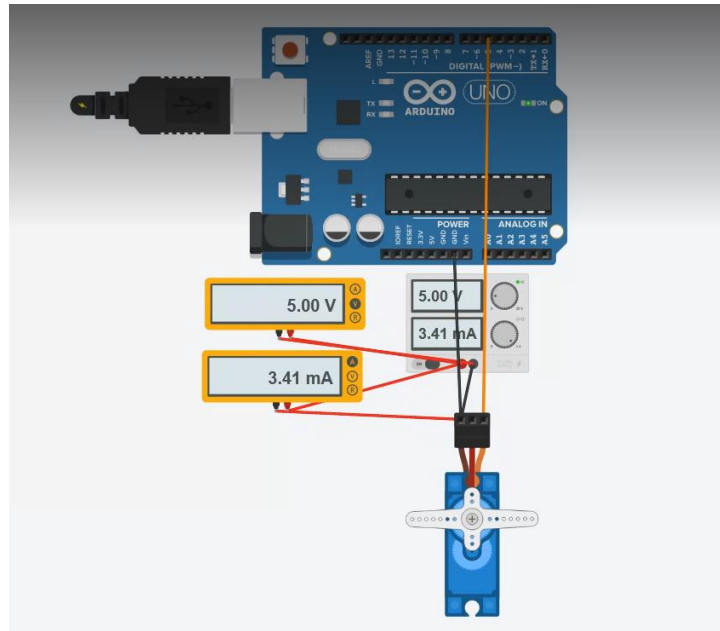 AREF
GND
13
12
~11
~10
~9
8
7
~6
4
~3
2
TX→1
RX←0
DIGITAL (PWM~)
L
TX
RX
ARDUINO
UNO
ON
POWER
ANALOG IN
IOREF
RESET
3.3V
5V
GND
GND
Vin
A0
A1
A2
A3
A4
A5
5.00 V
A
V
R
5.00 V
3.41 mA
3.41 mA
A
V
R